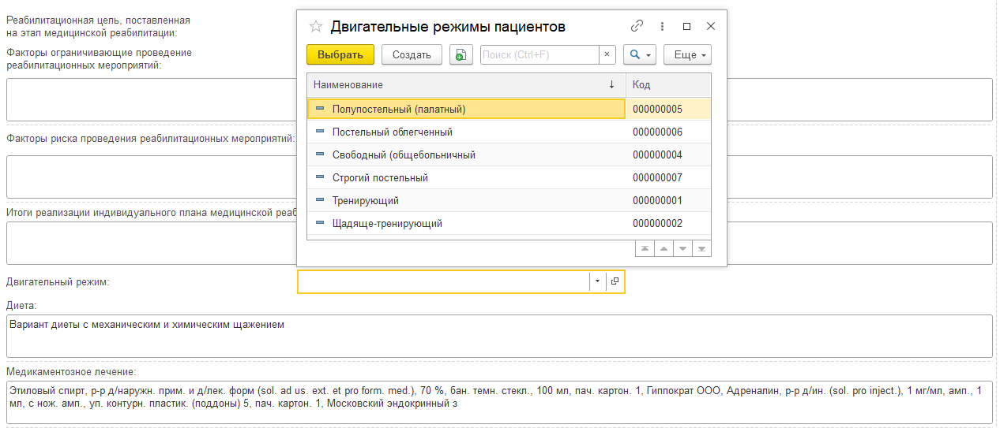 Реабилитационная цель, поставленная
на этап медицинской реабилитации:
Факторы ограничивающие проведение
реабилитационных мероприятий:
Факторы риска проведения реабилитационных мероприятий:
Итоги реализации индивидуального плана медицинской реаб
Двигательные режимы пациентов
Выбрать Создать Поиск (Ctrl+F) × Еще
Наименование ↓ Код
Полупостельный (палатный) 000000005
Постельный облегченный 000000006
Свободный (общебольничный 000000004
Строгий постельный 000000007
Тренирующий 000000001
Щадяще-тренирующий 000000002
Двигательный режим:
Диета:
Вариант диеты с механическим и химическим щажением
Медикаментозное лечение:
Этиловый спирт, р-р д/наружн. прим. и д/лек. форм (sol. ad us. ext. et pro form. med.), 70 %, бан. темн. стекл., 100 мл, пач. картон. 1, Гиппократ ООО, Адреналин, р-р д/ин. (sol. pro inject.), 1 мг/мл, амп., 1
мл, с нож. амп., уп. контурн. пластик. (поддоны) 5, пач. картон. 1, Московский эндокринный з